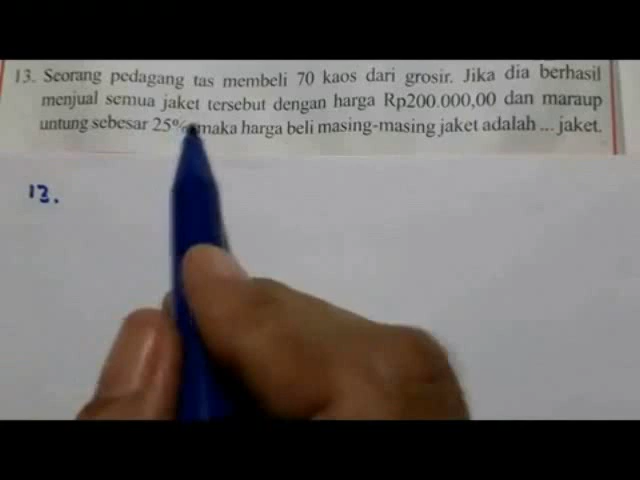 13. Seorang pedagang tas membeli 70 kaos dari grosir. Jika dia berhasil
menjual semua jaket tersebut dengan harga Rp200.000,00 dan maraup
untung sebesar 25% maka harga beli masing-masing jaket adalah ... jaket.
13.